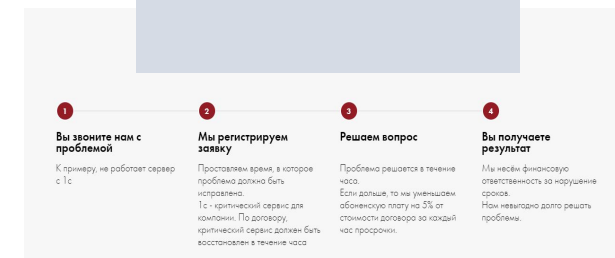 1
Вы звоните нам с
проблемой
К примеру, не работает сервер
с 1с
2
Мы регистрируем
заявку
Проставляем время, в которое
проблема должна быть
исправлена.
1с - критический сервис для
компании. По договору,
критический сервис должен быть
восстановлен в течение часа
3
Решаем вопрос
Проблема решается в течение
часа.
Если дольше, то мы уменьшаем
абоненскую плату на 5% от
стоимости договора за каждый
час просрочки.
4
Вы получаете
результат
Мы несём финансовую
ответственность за нарушение
сроков.
Нам невыгодно долго решать
проблемы.